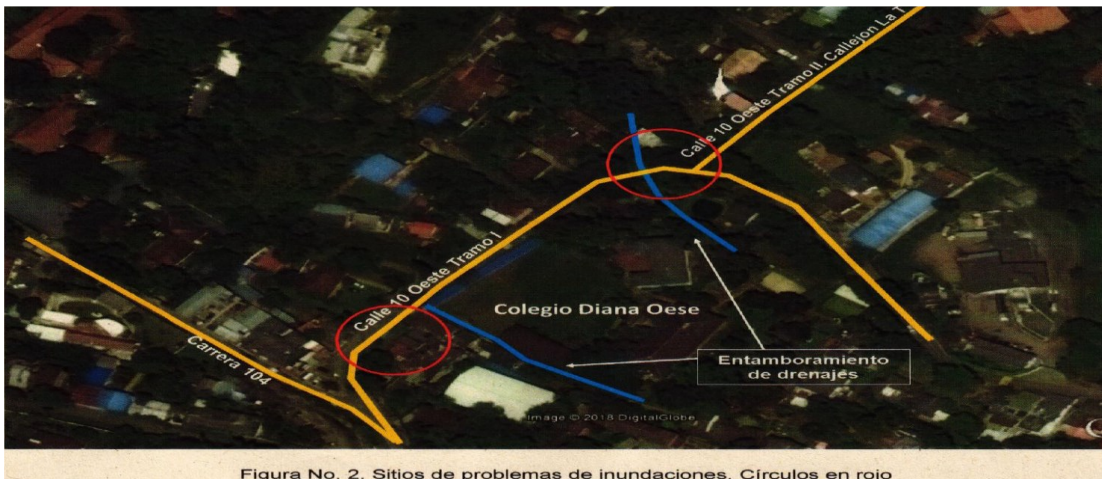 Calle 10 Oeste Tramo II. Callejon La T
Calle 10 Oeste Tramo I
Colegio Diana Oese
Carrera 104
Entamboramiento
de drenajes
Image © 2018 DigitalGlobe
Figura No. 2. Sitios de problemas de inundaciones. Círculos en rojo